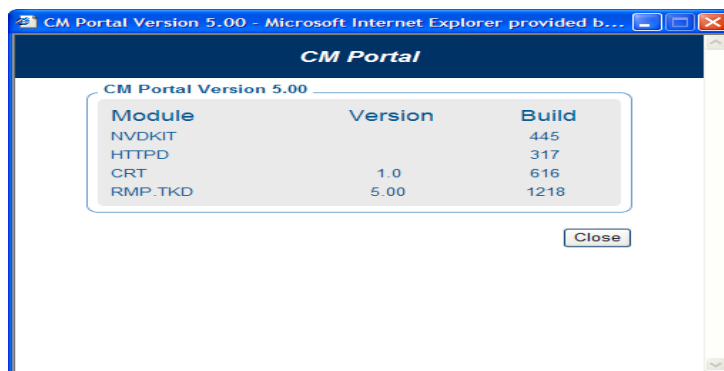 CM Portal Version 5.00 - Microsoft Internet Explorer provided b...
CM Portal
CM Portal Version 5.00
Module Version Build
NVDKIT 445
HTTPD 317
CRT 1.0 616
RMP.TKD 5.00 1218
Close